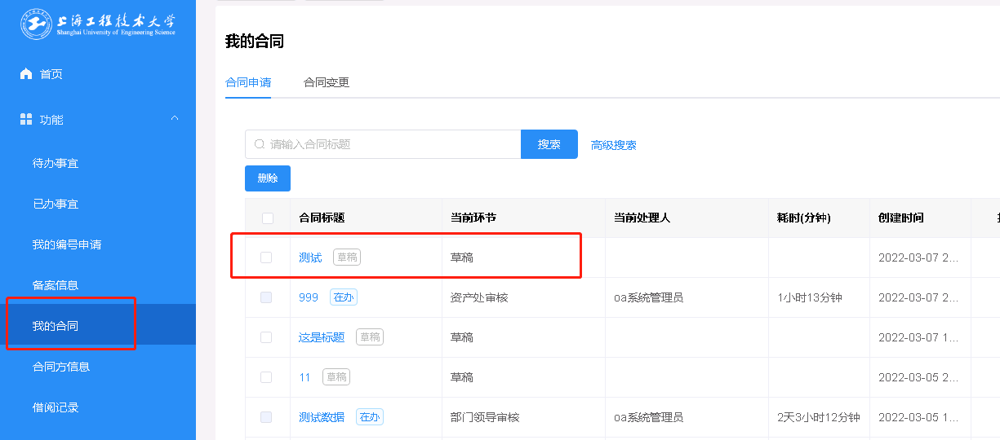 上海工程技术大学
Shanghai University of Engineering Science
首页
功能
待办事宜
已办事宜
我的编号申请
备案信息
我的合同
合同方信息
借阅记录
我的合同
合同申请 合同变更
请输入合同标题 搜索 高级搜索
删除
合同标题 当前环节 当前处理人 耗时(分钟) 创建时间
测试 草稿 草稿 2022-03-07 2...
999 在办 资产处审核 oa系统管理员 1小时13分钟 2022-03-07 2...
这是标题 草稿 草稿 2022-03-07 1...
11 草稿 草稿 2022-03-05 2...
测试数据 在办 部门领导审核 oa系统管理员 2天3小时12分钟 2022-03-05 1...